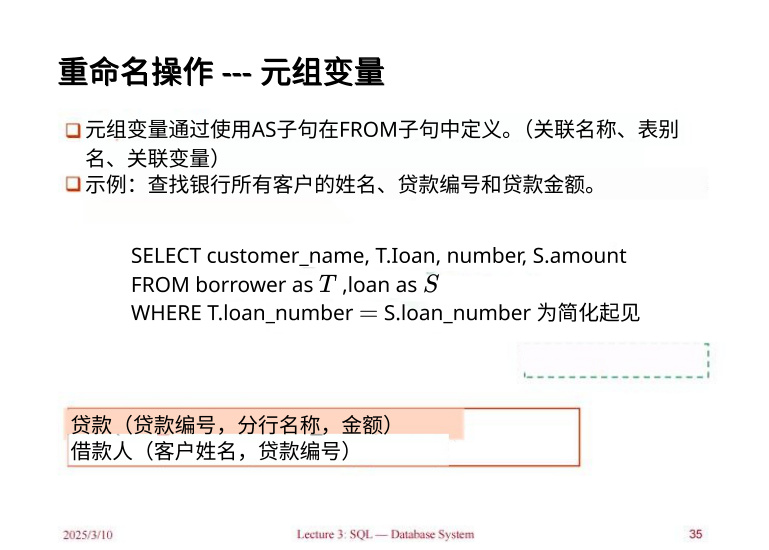 重命名操作 --- 元组变量
元组变量通过使用AS子句在FROM子句中定义。（关联名称、表别
名、关联变量）
示例：查找银行所有客户的姓名、贷款编号和贷款金额。
SELECT customer_name, T.Ioan, number, S.amount
FROM borrower as T ,loan as S
WHERE T.loan_number = S.loan_number 为简化起见
贷款（贷款编号，分行名称，金额）
借款人（客户姓名，贷款编号）
2025/3/10 Lecture 3: SQL — Database System 35